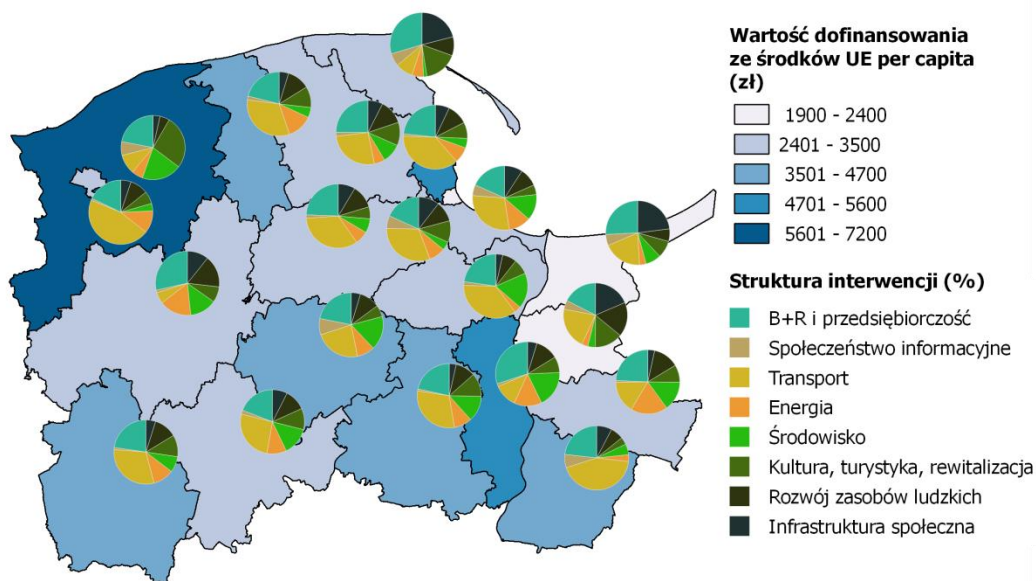 Wartość dofinansowania
ze środków UE per capita
(zł)
1900 - 2400
2401 - 3500
3501 - 4700
4701 - 5600
5601 - 7200
Struktura interwencji (%)
B+R i przedsiębiorczość
Społeczeństwo informacyjne
Transport
Energia
Środowisko
Kultura, turystyka, rewitalizacja
Rozwój zasobów ludzkich
Infrastruktura społeczna